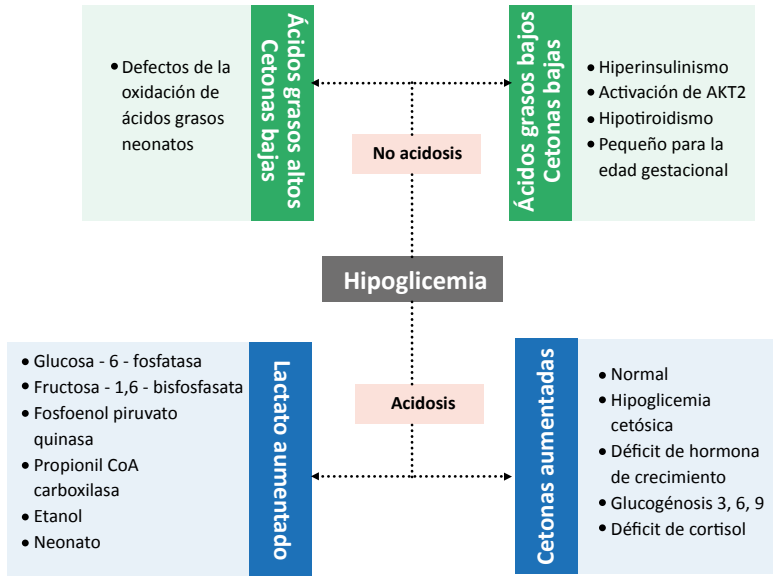 • Defectos de la
oxidación de
ácidos grasos
neonatos
Ácidos grasos altos
Cetonas bajas
No acidosis
Ácidos grasos bajos
Cetonas bajas
• Hiperinsulinismo
• Activación de AKT2
• Hipotiroidismo
• Pequeño para la
edad gestacional
Hipoglicemia
• Glucosa - 6 - fosfatasa
• Fructosa - 1,6 - bisfosfasata
• Fosfoenol piruvato
quinasa
• Propionil CoA
carboxilasa
• Etanol
• Neonato
Lactato aumentado
Acidosis
Cetonas aumentadas
• Normal
• Hipoglicemia
cetósica
• Déficit de hormona
de crecimiento
• Glucogénosis 3, 6, 9
• Déficit de cortisol